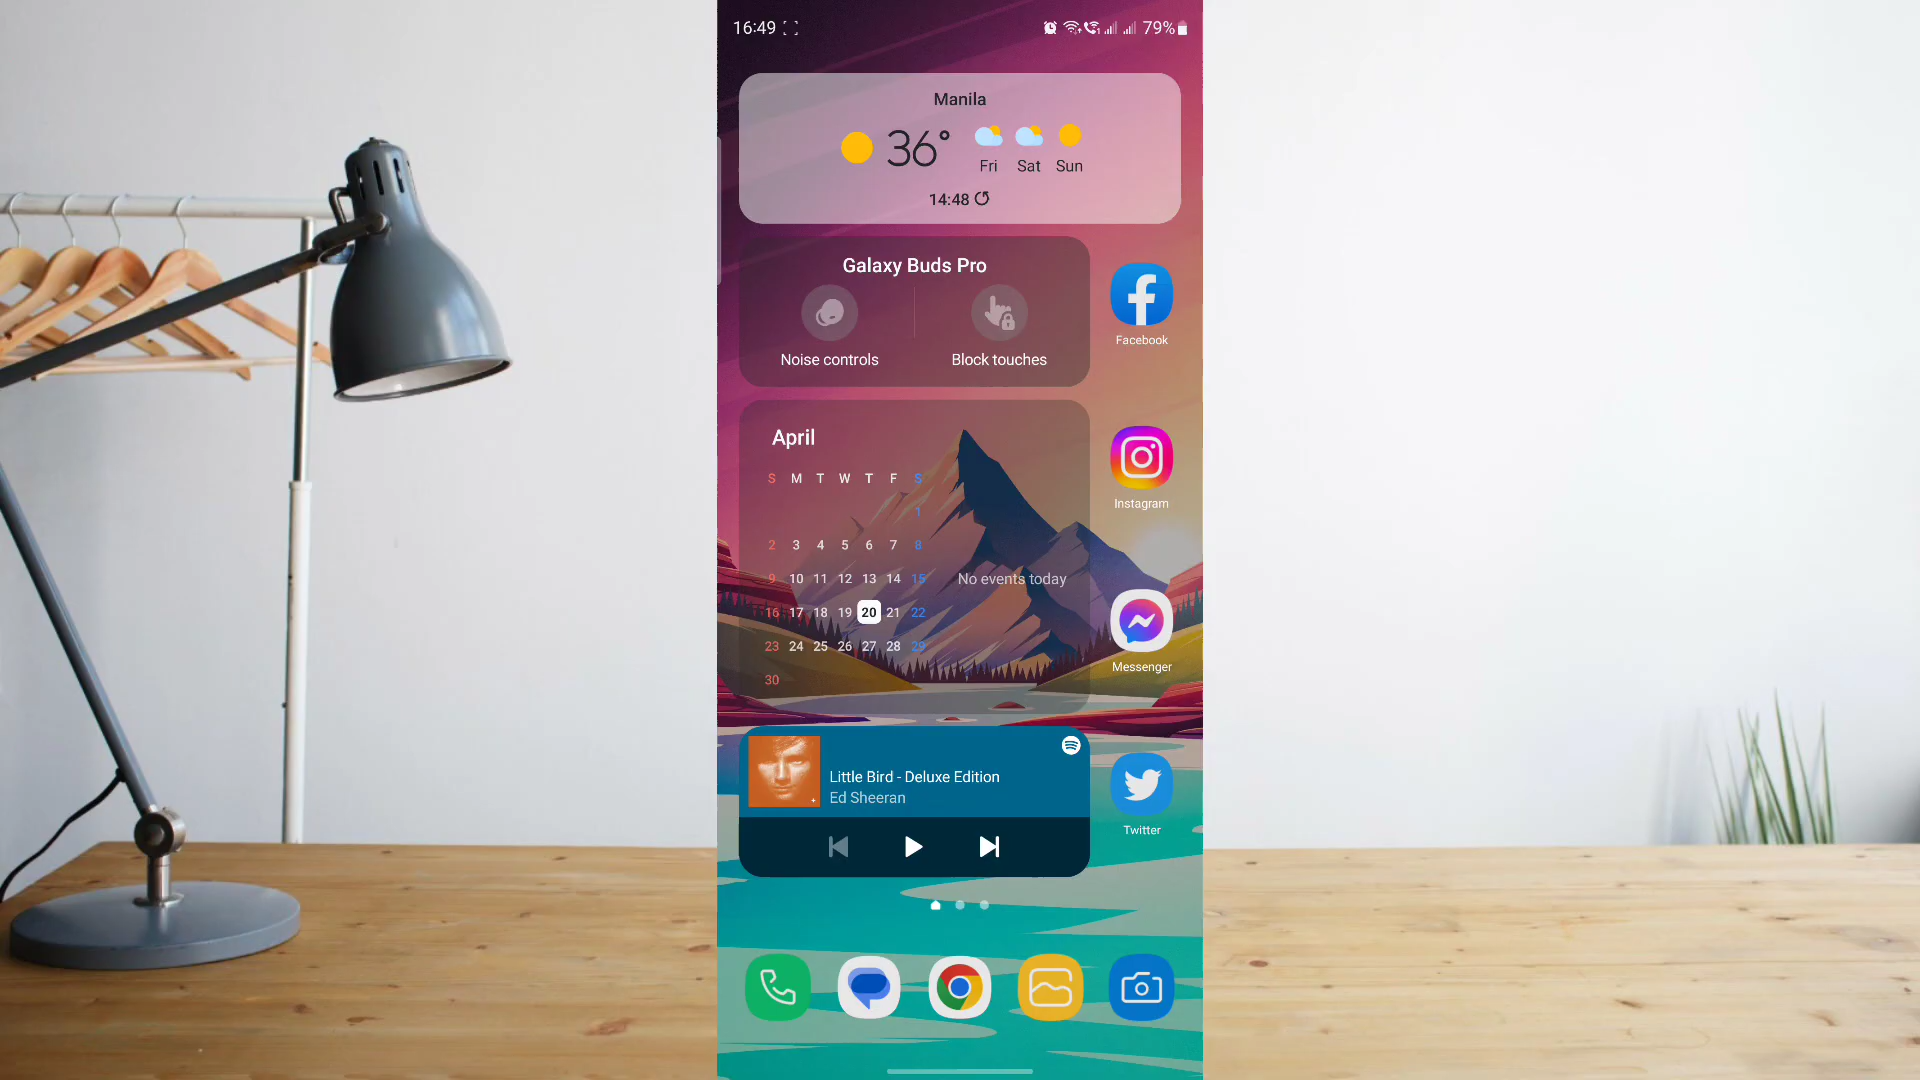 16:49
79%
Manila
36°
Fri Sat Sun
14:48
Galaxy Buds Pro
Noise controls
Block touches
Facebook
April
S M T W T F S
1
2 3 4 5 6 7 8
9 10 11 12 13 14 15
16 17 18 19 20 21 22
23 24 25 26 27 28 29
30
No events today
Instagram
Messenger
Little Bird - Deluxe Edition
Ed Sheeran
Twitter